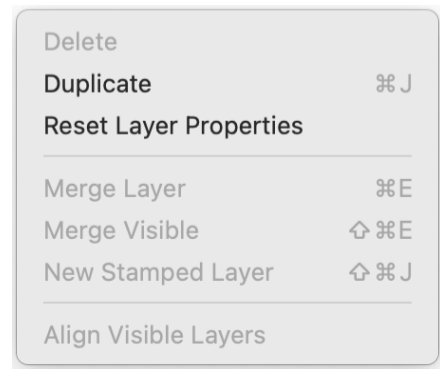 Delete
Duplicate ⌘J
Reset Layer Properties
Merge Layer ⌘E
Merge Visible ⇧⌘E
New Stamped Layer ⇧⌘J
Align Visible Layers